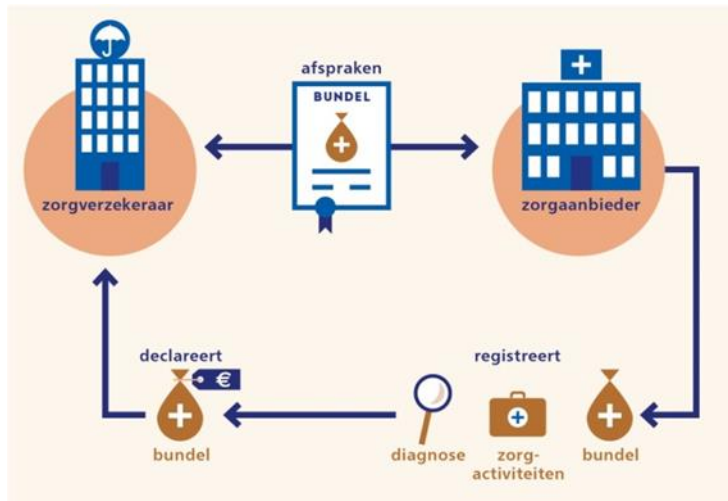 afspraken
BUNDEL
zorgverzekeraar
zorgaanbieder
declareert
registreert
€
bundel
diagnose
zorg-
activiteiten
bundel